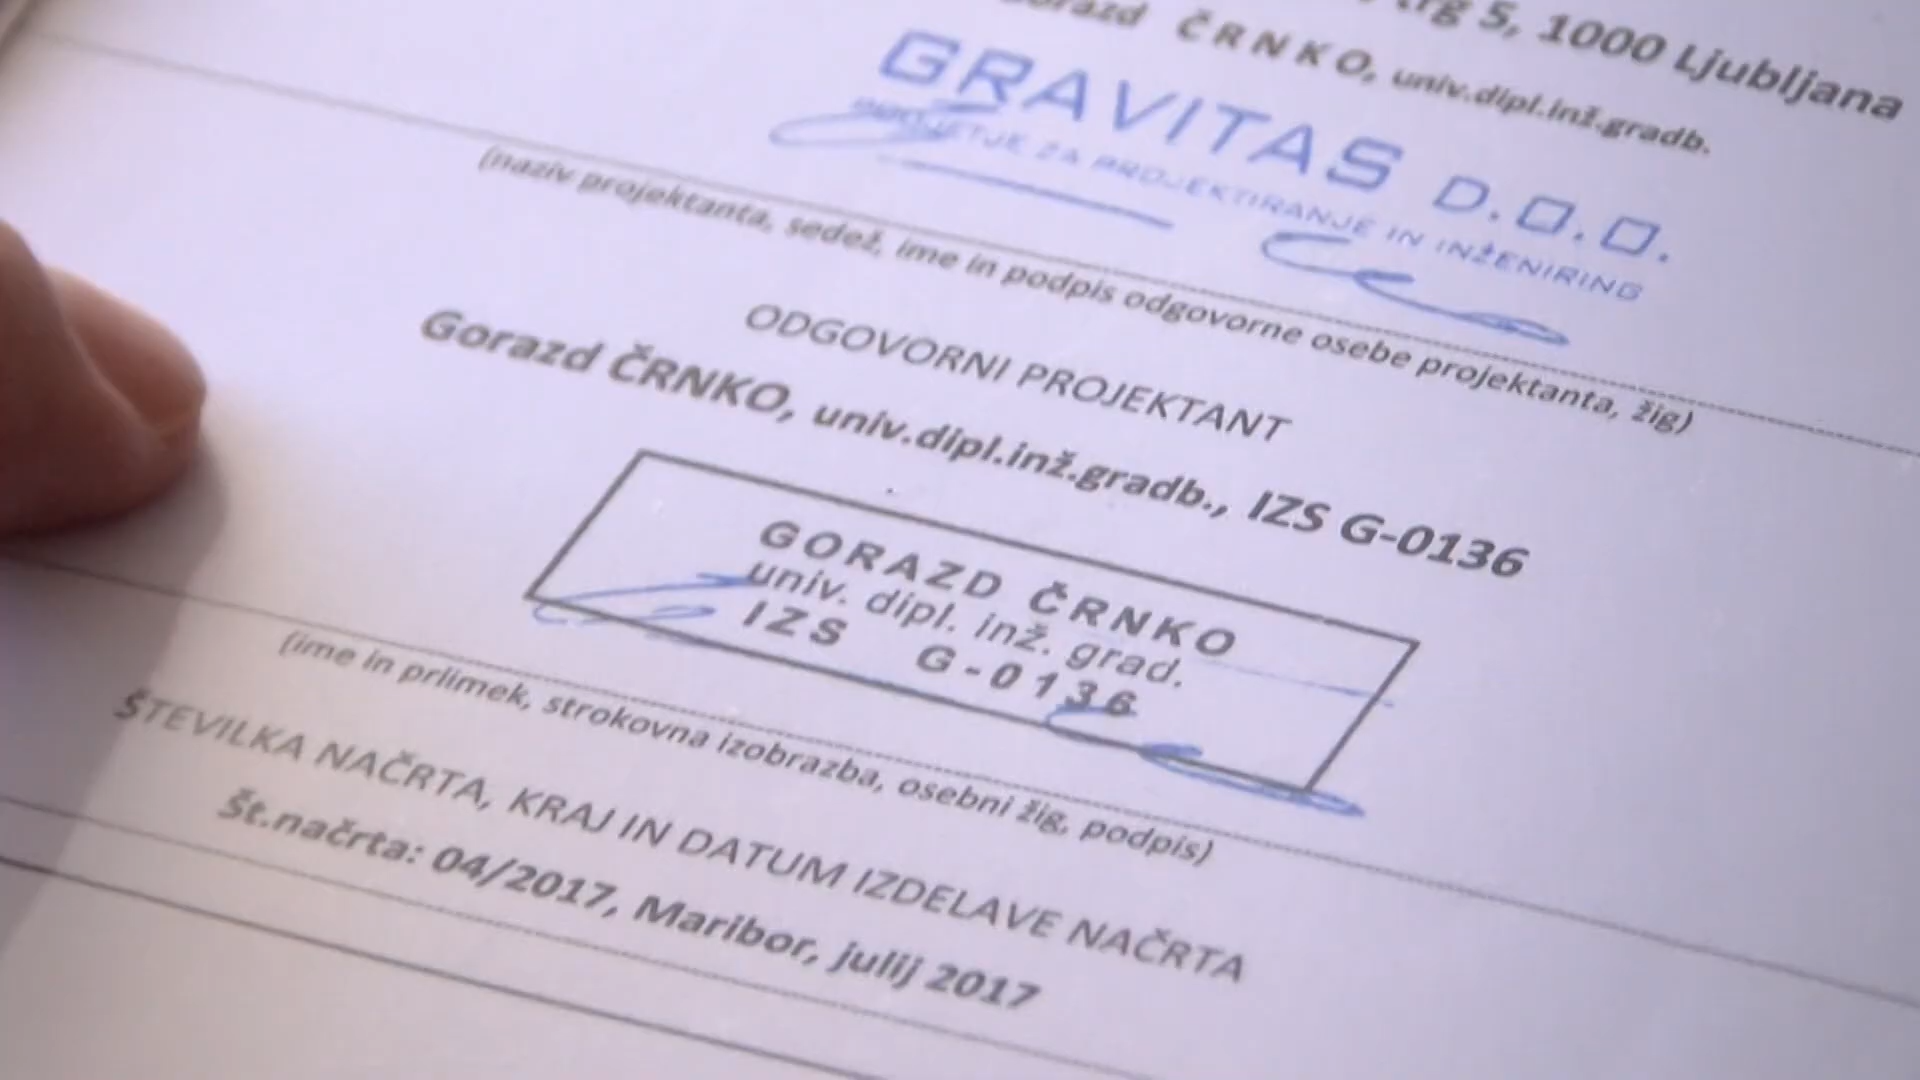 trg 5, 1000 Ljubljana
Gorazd ČRNKO, univ.dipl.inž.gradb.
GRAVITAS D.O.O.
PODJETJE ZA PROJEKTIRANJE IN INŽENIRING
(naziv projektanta, sedež, ime in podpis odgovorne osebe projektanta, žig)
ODGOVORNI PROJEKTANT
Gorazd ČRNKO, univ.dipl.inž.gradb., IZS G-0136
GORAZD ČRNKO
univ. dipl. inž. grad.
IZS G-0136
(ime in priimek, strokovna izobrazba, osebni žig, podpis)
ŠTEVILKA NAČRTA, KRAJ IN DATUM IZDELAVE NAČRTA
Št.načrta: 04/2017, Maribor, julij 2017